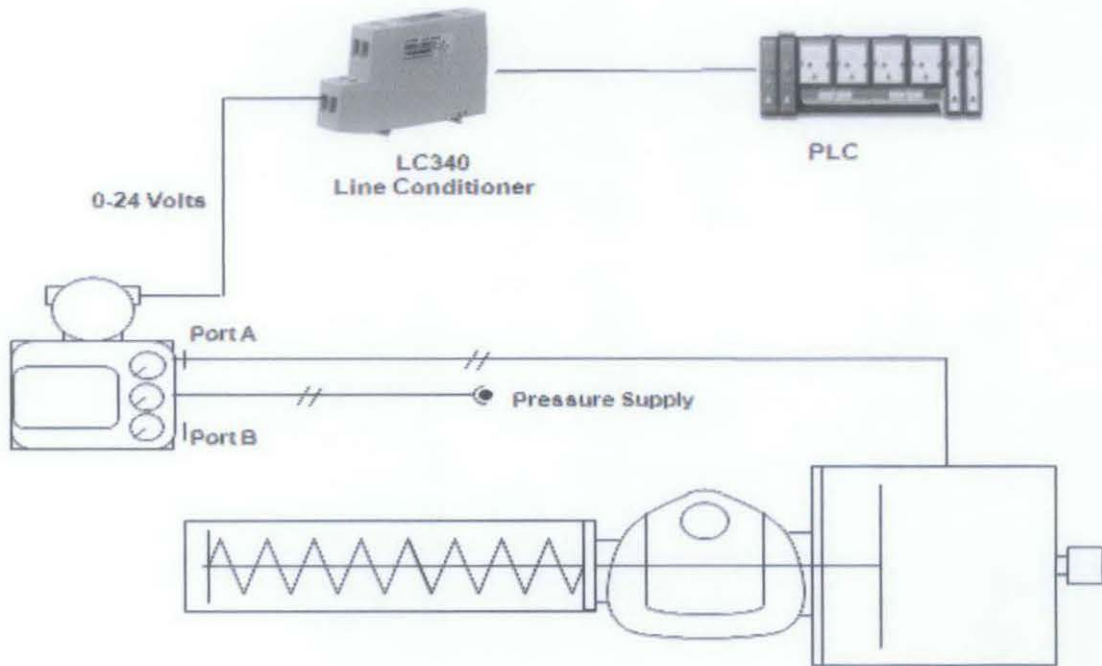 LC340
Line Conditioner
PLC
0-24 Volts
Port A
Pressure Supply
Port B